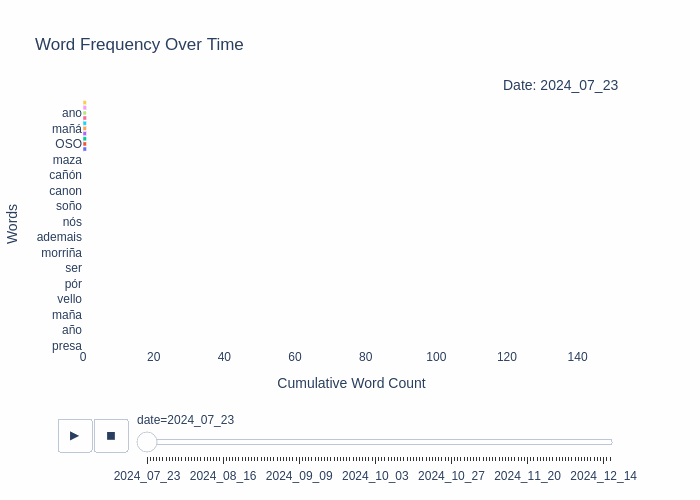 Word Frequency Over Time
Date: 2024_07_23
ano
mañá
OSO
maza
cañón
canon
soño
nós
ademais
morriña
ser
pór
vello
maña
año
presa
Words
0 20 40 60 80 100 120 140
Cumulative Word Count
date=2024_07_23
2024_07_23 2024_08_16 2024_09_09 2024_10_03 2024_10_27 2024_11_20 2024_12_14